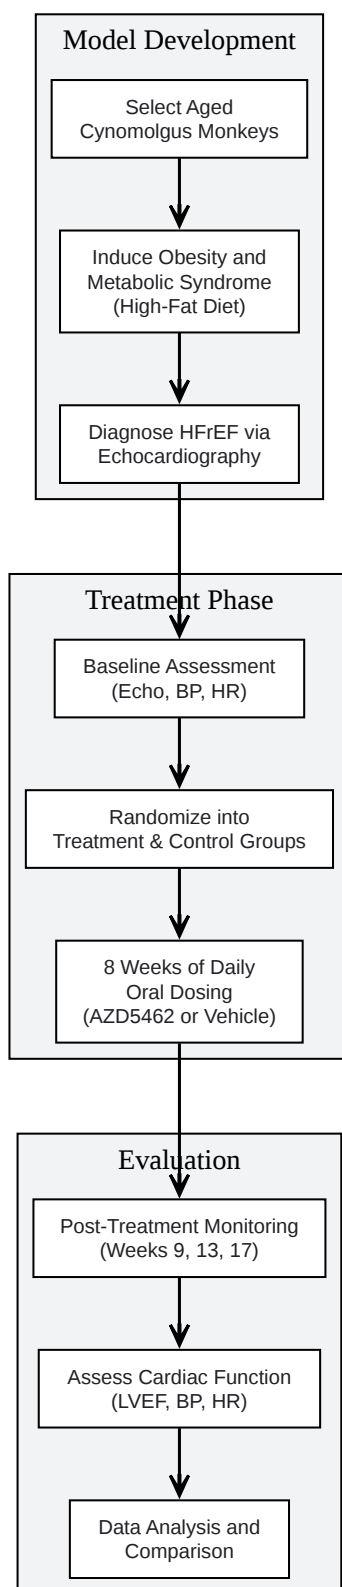 Model Development
Select Aged
Cynomolgus Monkeys
Induce Obesity and
Metabolic Syndrome
(High-Fat Diet)
Diagnose HFrEF via
Echocardiography
Treatment Phase
Baseline Assessment
(Echo, BP, HR)
Randomize into
Treatment & Control Groups
8 Weeks of Daily
Oral Dosing
(AZD5462 or Vehicle)
Evaluation
Post-Treatment Monitoring
(Weeks 9, 13, 17)
Assess Cardiac Function
(LVEF, BP, HR)
Data Analysis and
Comparison